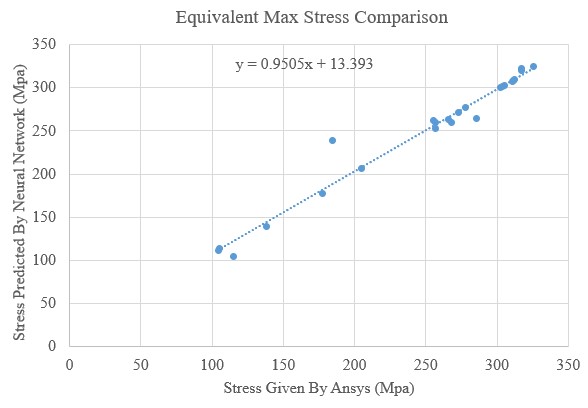 Equivalent Max Stress Comparison
y = 0.9505x + 13.393
Stress Predicted By Neural Network (Mpa)
350
300
250
200
150
100
50
0
0 50 100 150 200 250 300 350
Stress Given By Ansys (Mpa)